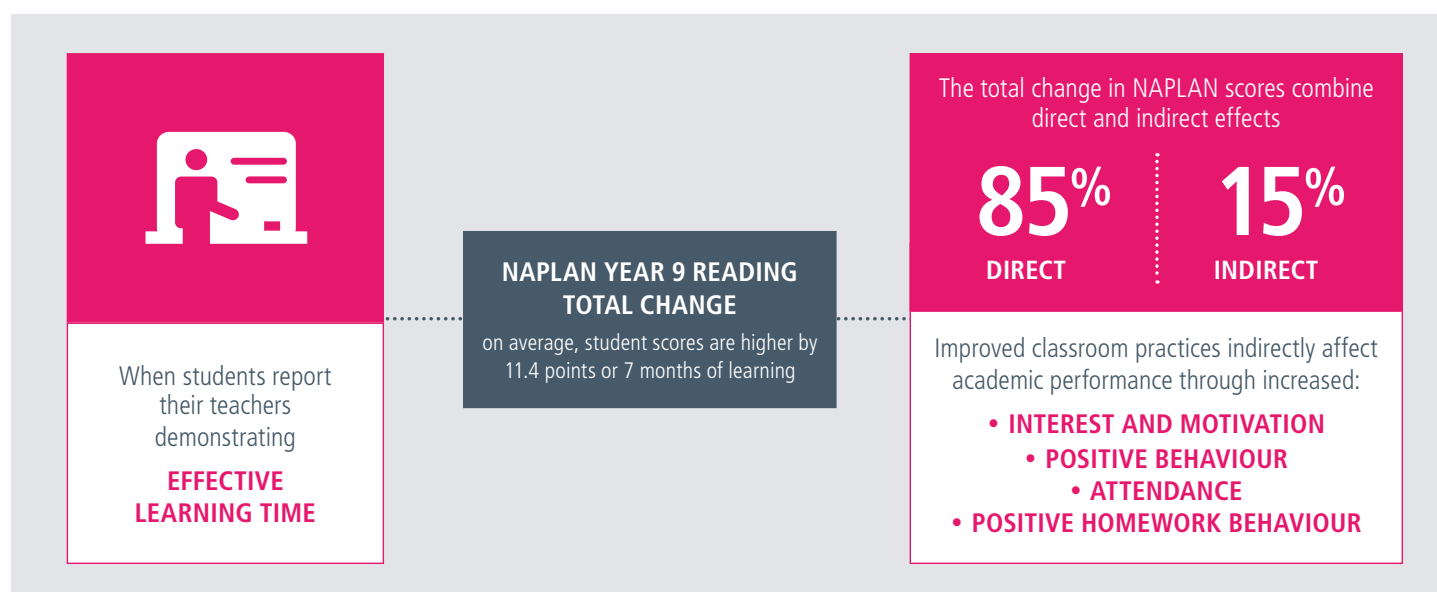 When students report
their teachers
demonstrating
EFFECTIVE
LEARNING TIME
NAPLAN YEAR 9 READING
TOTAL CHANGE
on average, student scores are higher by
11.4 points or 7 months of learning
The total change in NAPLAN scores combine
direct and indirect effects
85% 15%
DIRECT INDIRECT
Improved classroom practices indirectly affect
academic performance through increased:
• INTEREST AND MOTIVATION
• POSITIVE BEHAVIOUR
• ATTENDANCE
• POSITIVE HOMEWORK BEHAVIOUR